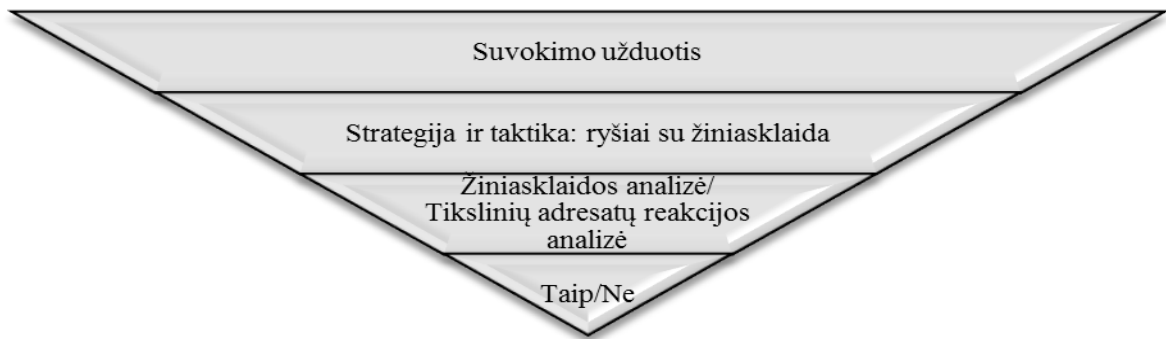 Suvokimo užduotis
Strategija ir taktika: ryšiai su žiniasklaida
Žiniasklaidos analizė/
Tikslinių adresatų reakcijos
analizė
Taip/Ne